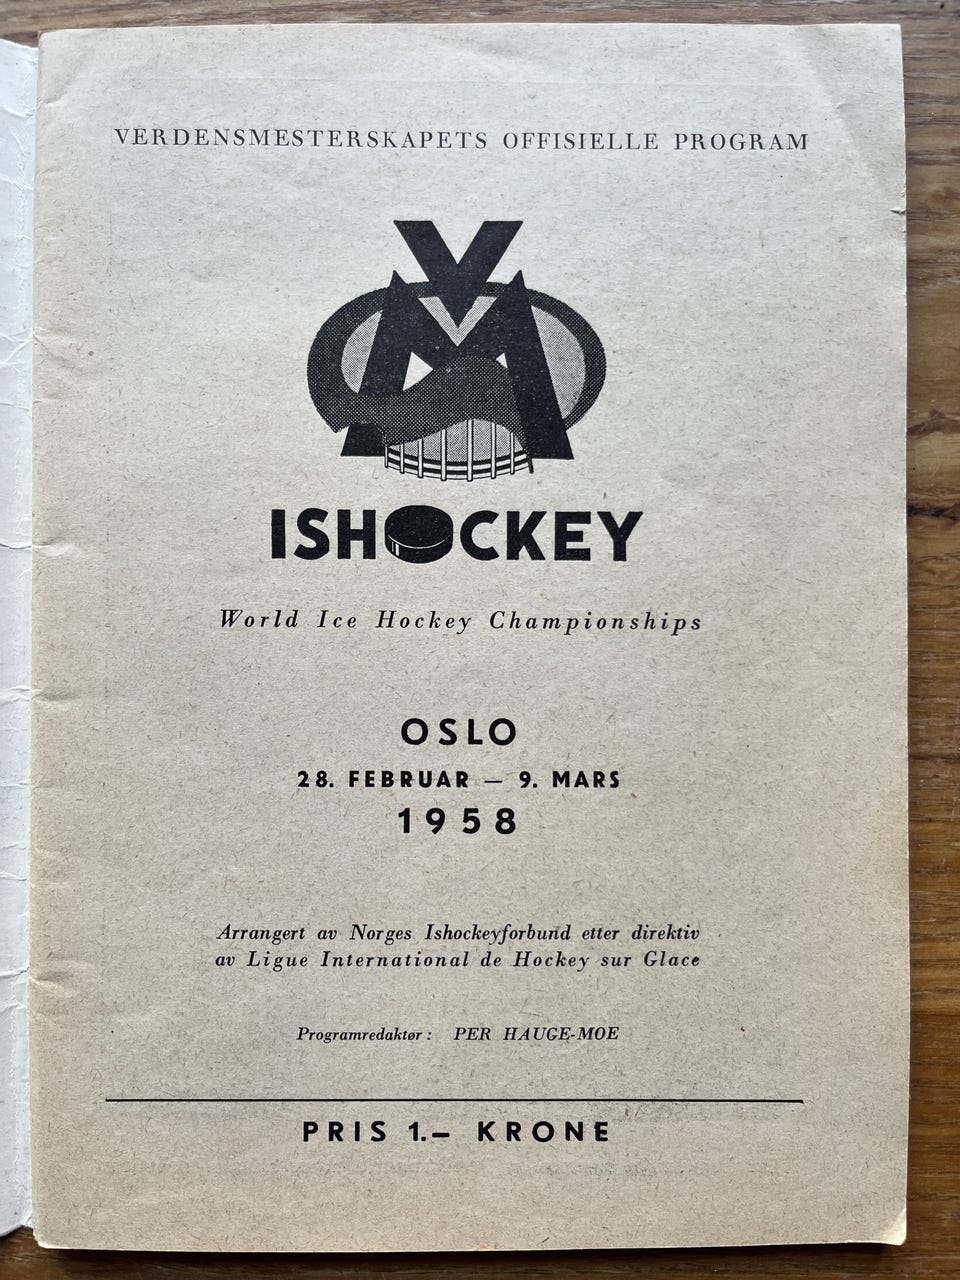 VERDENSMESTERSKAPETS OFFISIELLE PROGRAM
VM
ISHOCKEY
World Ice Hockey Championships
OSLO
28. FEBRUAR — 9. MARS
1958
Arrangert av Norges Ishockeyforbund etter direktiv
av Ligue International de Hockey sur Glace
Programredaktør : PER HAUGE-MOE
PRIS 1.– KRONE